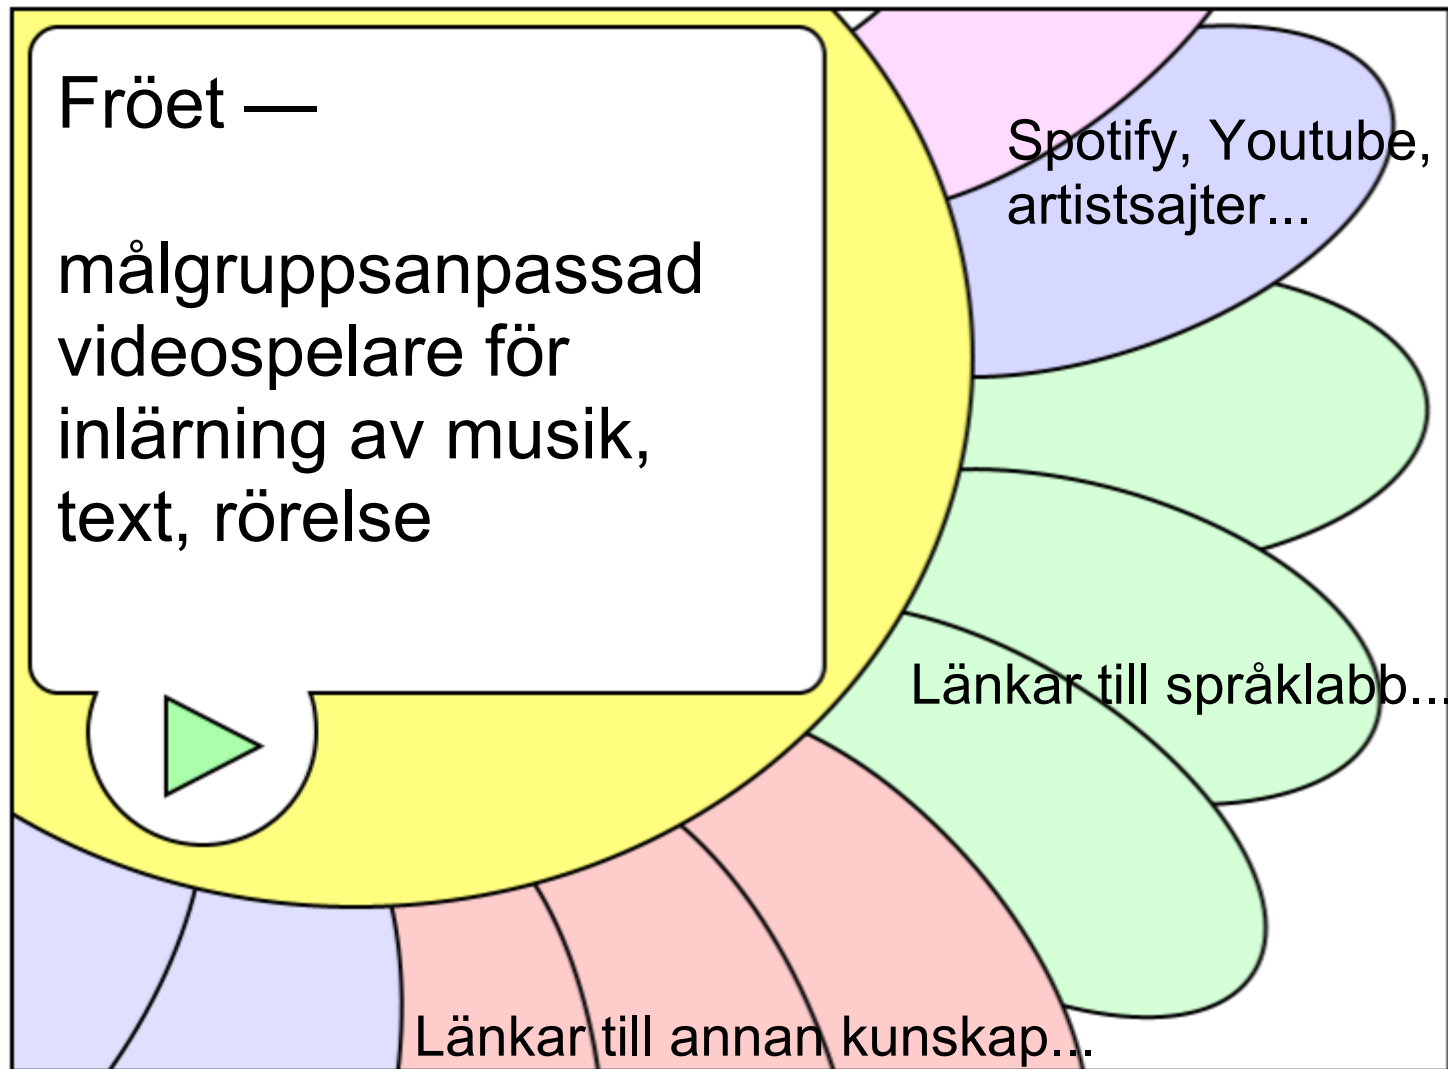 Fröet —
målgruppsanpassad
videospelare för
inlärning av musik,
text, rörelse
Spotify, Youtube,
artistsajter...
Länkar till språklabb...
Länkar till annan kunskap...